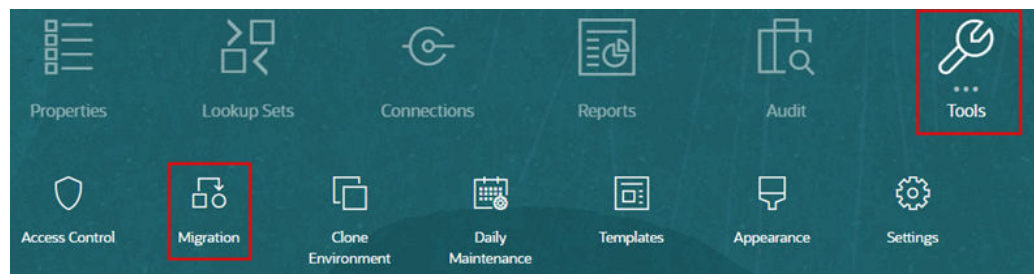 Properties
Lookup Sets
Connections
Reports
Audit
Tools
Access Control
Migration
Clone
Environment
Daily
Maintenance
Templates
Appearance
Settings